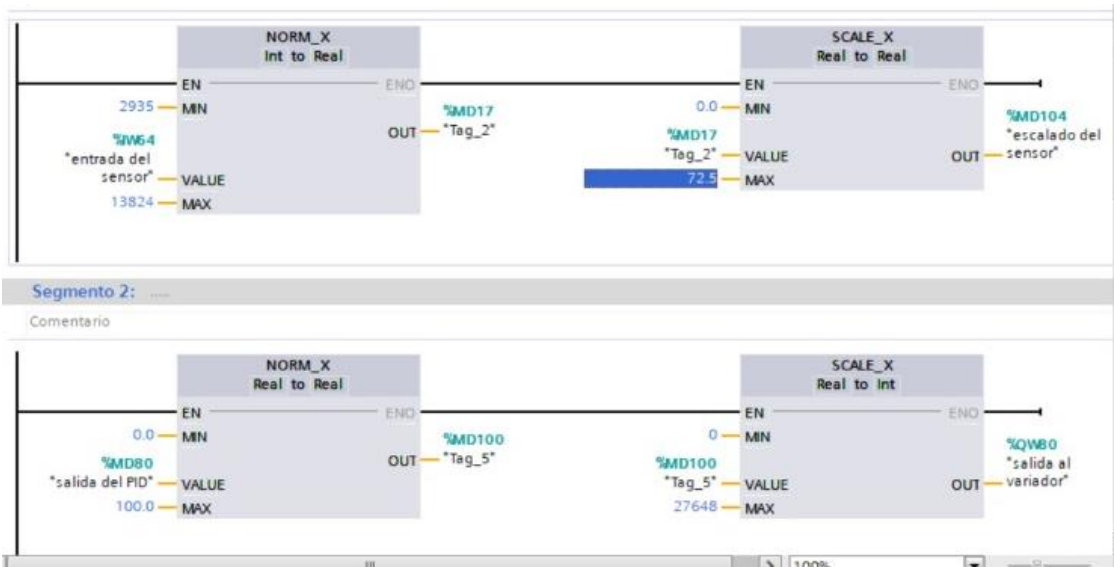 NORM_X
Int to Real
EN
ENO
2935
MIN
%IW64
"entrada del
sensor"
VALUE
13824
MAX
OUT
%MD17
"Tag_2"
SCALE_X
Real to Real
EN
ENO
0.0
MIN
%MD17
"Tag_2"
VALUE
72.5
MAX
OUT
%MD104
"escalado del
sensor"
Segmento 2: .....
Comentario
NORM_X
Real to Real
EN
ENO
0.0
MIN
%MD80
"salida del PID"
VALUE
100.0
MAX
OUT
%MD100
"Tag_5"
SCALE_X
Real to Int
EN
ENO
0
MIN
%MD100
"Tag_5"
VALUE
27648
MAX
OUT
%QW80
"salida al
variador"
100%